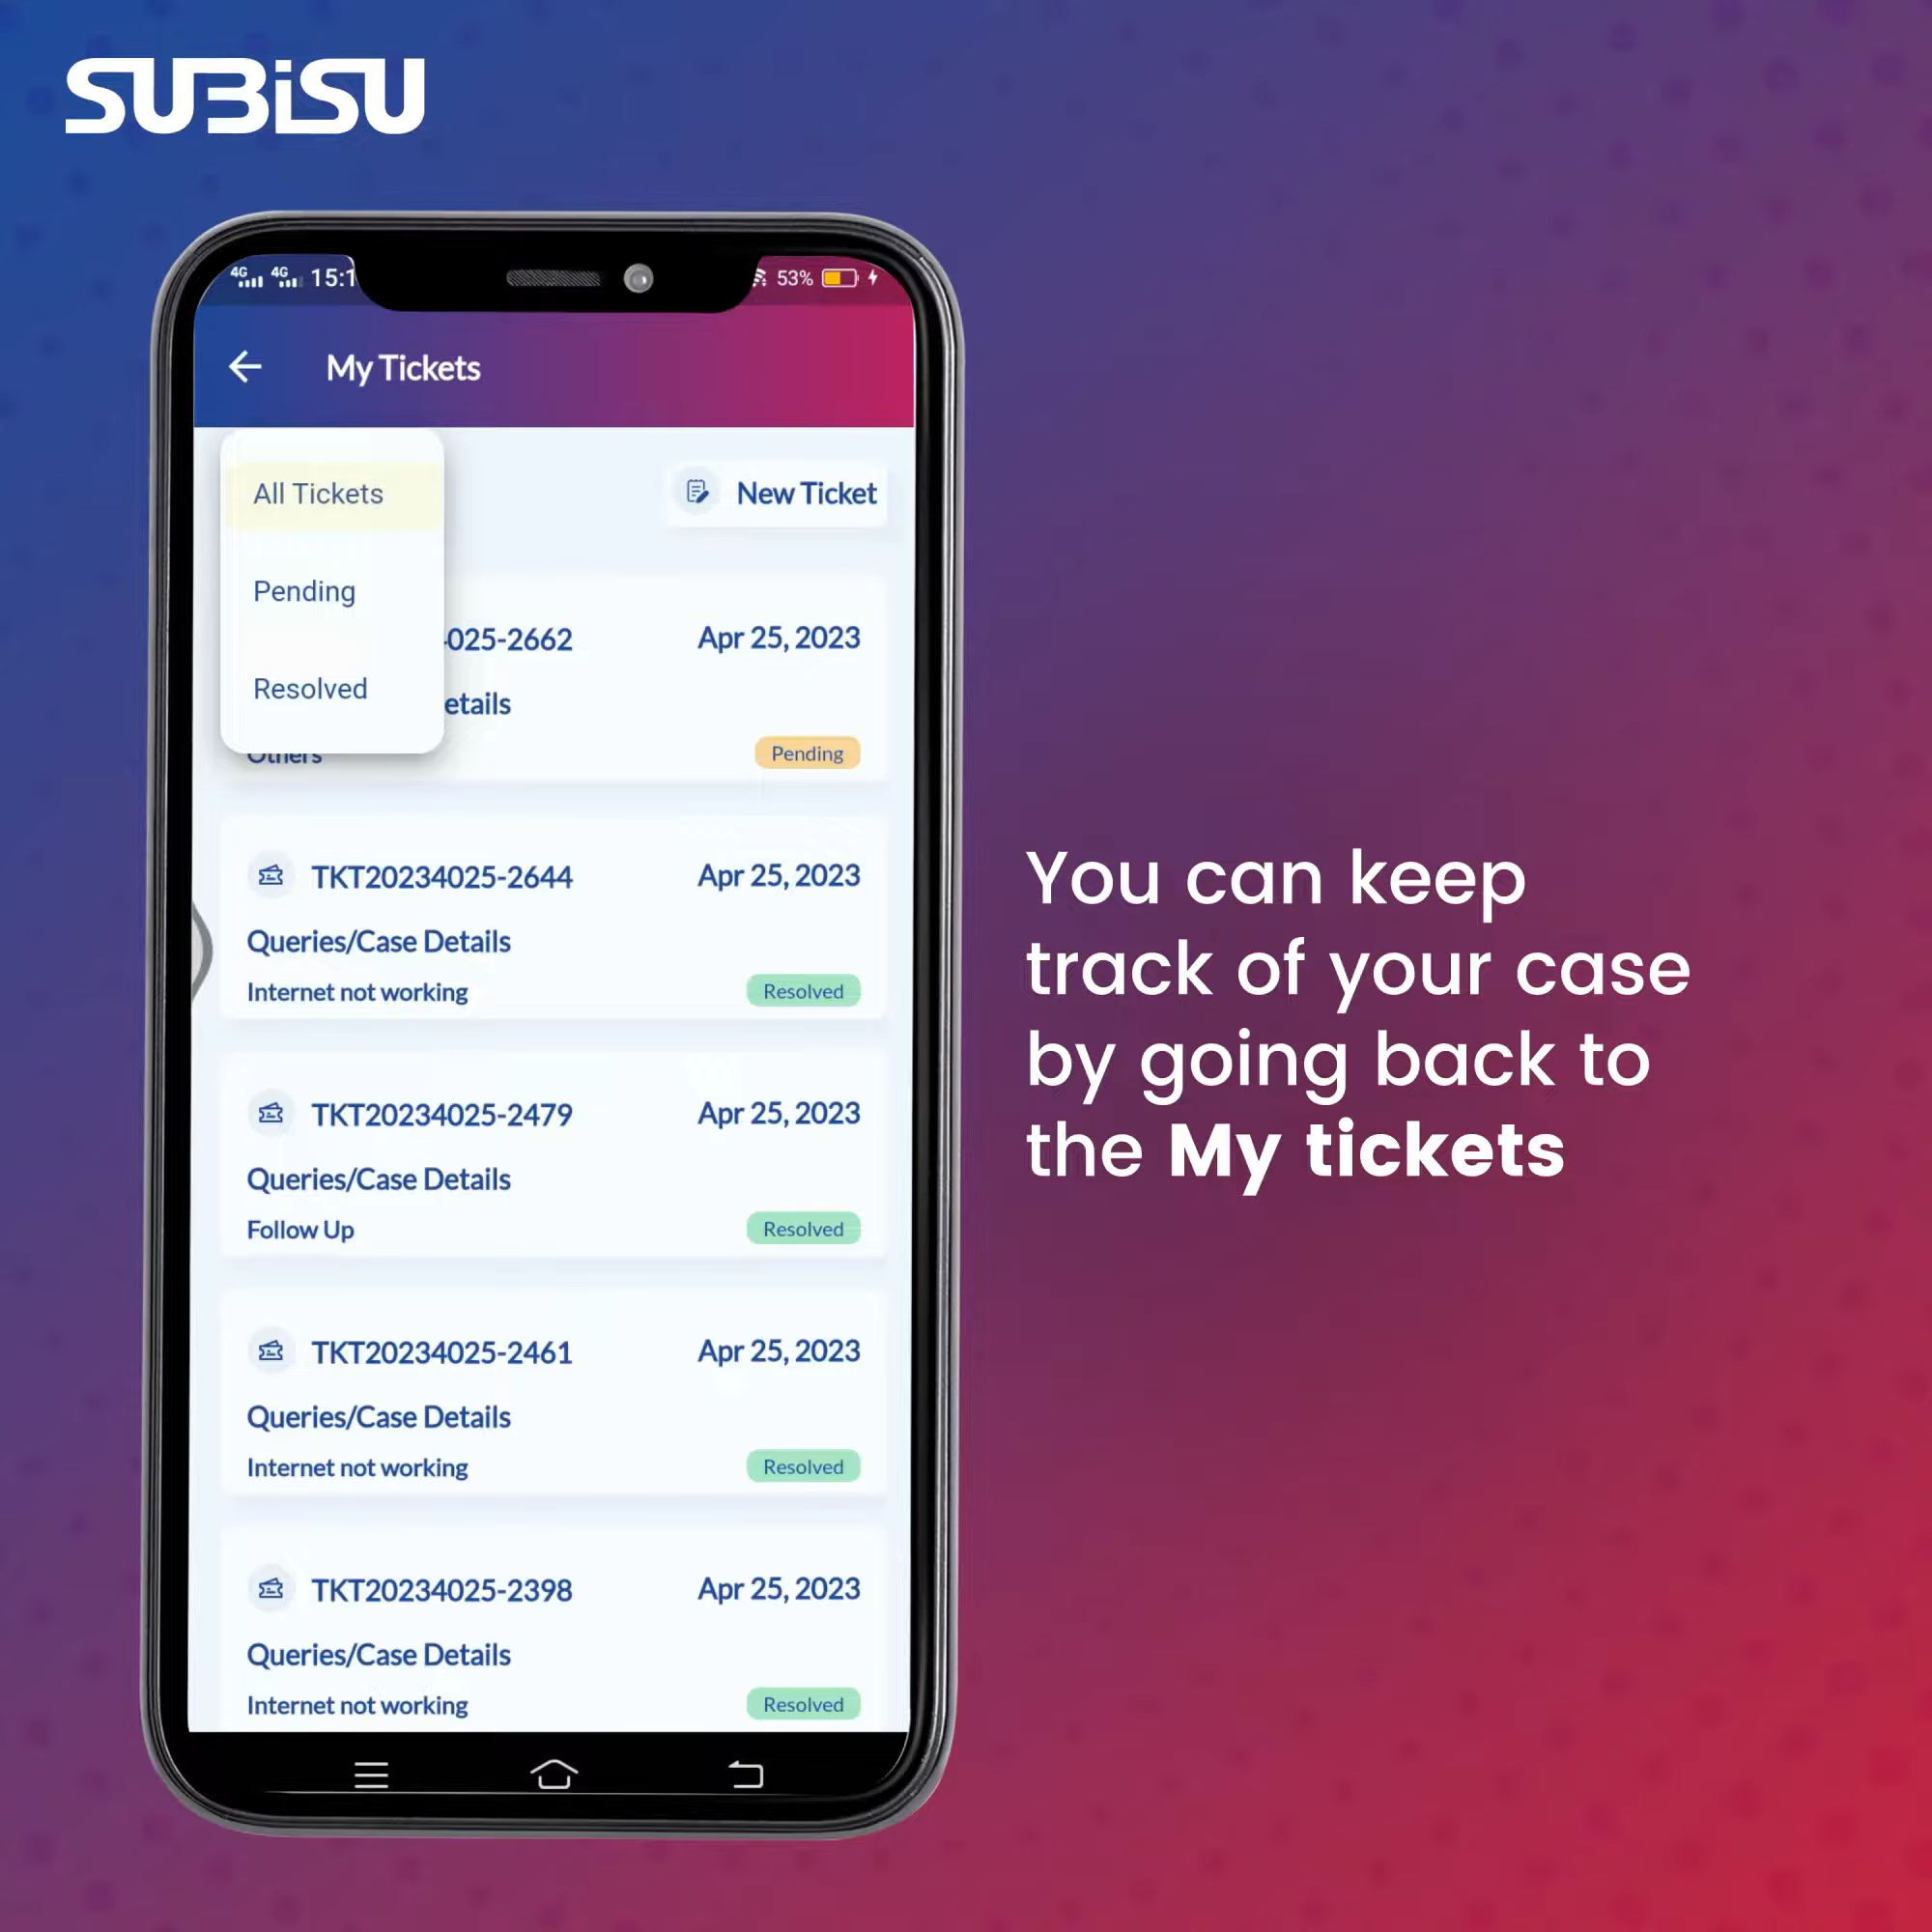 SUBiSU
4G 4G 15:1 53%
My Tickets
All Tickets
New Ticket
Pending
025-2662 Apr 25, 2023
Resolved
etails
Others Pending
TKT20234025-2644 Apr 25, 2023
Queries/Case Details
Internet not working Resolved
TKT20234025-2479 Apr 25, 2023
Queries/Case Details
Follow Up Resolved
TKT20234025-2461 Apr 25, 2023
Queries/Case Details
Internet not working Resolved
TKT20234025-2398 Apr 25, 2023
Queries/Case Details
Internet not working Resolved
You can keep
track of your case
by going back to
the My tickets